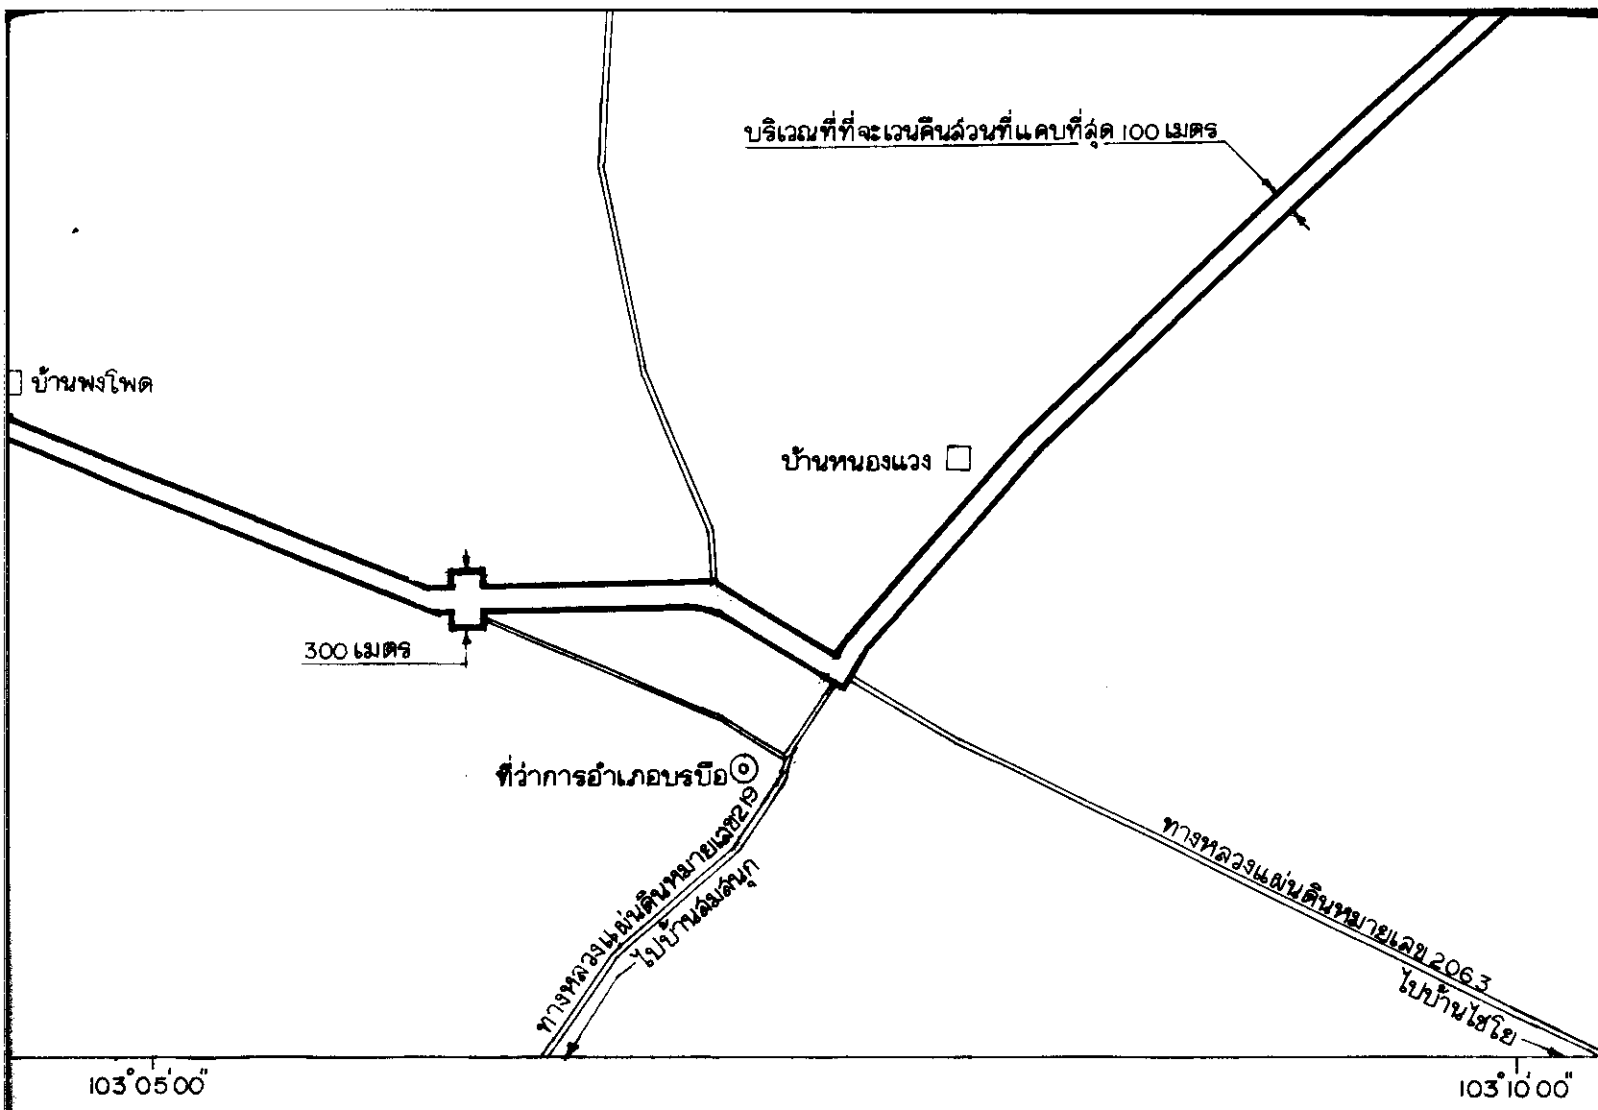 บริเวณที่ที่จะเวนคืนส่วนที่แคบที่สุด 100 เมตร
บ้านพงโพด
บ้านหนองแวง
300 เมตร
ที่ว่าการอำเภอบรบือ
ทางหลวงแผ่นดินหมายเลข 219
ไปบ้านสมสนุก
ทางหลวงแผ่นดินหมายเลข 2063
ไปบ้านไชโย
103°05'00"
103°10'00"